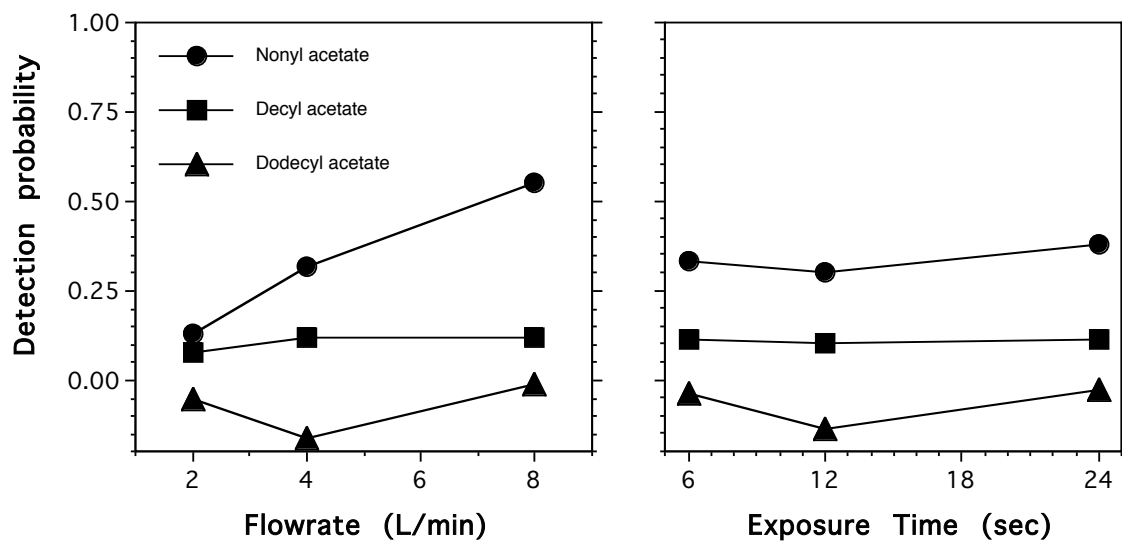 1.00
0.75
0.50
0.25
0.00
Detection probability
Nonyl acetate
Decyl acetate
Dodecyl acetate
2 4 6 8
Flowrate (L/min)
6 12 18 24
Exposure Time (sec)